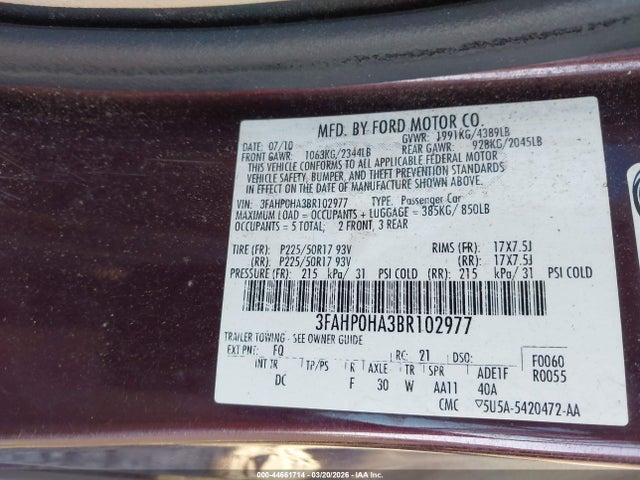 MFD. BY FORD MOTOR CO.
DATE: 07/10 GVWR: 1991KG/4389LB
FRONT GAWR: 1063KG/2344LB REAR GAWR: 928KG/2045LB
THIS VEHICLE CONFORMS TO ALL APPLICABLE FEDERAL MOTOR
VEHICLE SAFETY, BUMPER, AND THEFT PREVENTION STANDARDS
IN EFFECT ON THE DATE OF MANUFACTURE SHOWN ABOVE.
VIN: 3FAHP0HA3BR102977 TYPE: Passenger Car
MAXIMUM LOAD = OCCUPANTS + LUGGAGE = 385KG/850LB
OCCUPANTS = 5 TOTAL; 2 FRONT, 3 REAR
TIRE (FR): P225/50R17 93V RIMS (FR): 17X7.5J
(RR): P225/50R17 93V (RR): 17X7.5J
PRESSURE (FR): 215 kPa/ 31 PSI COLD (RR): 215 kPa/ 31 PSI COLD
3FAHP0HA3BR102977
TRAILER TOWING - SEE OWNER GUIDE
EXT PNT: FQ RC: 21 DSO: F0060
INT TR TP/PS R AXLE TR SPR ADE1F R0055
DC F 30 W AA11 40A
CMC ▽5U5A-5420472-AA
000-44661714 | 03/20/2026 | IAA INC.